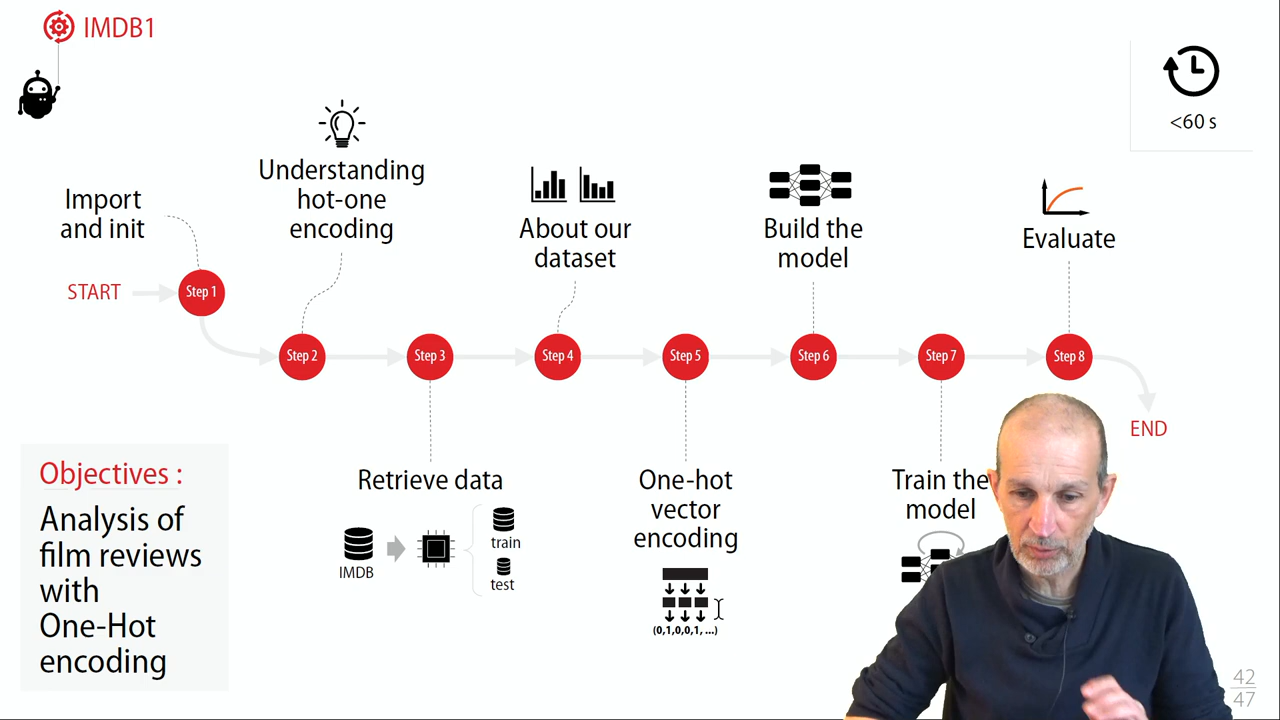 IMDB1
<60 s
Understanding
hot-one
encoding
Import
and init
About our
dataset
Build the
model
Evaluate
START
Step 1
Step 2
Step 3
Step 4
Step 5
Step 6
Step 7
Step 8
END
Objectives :
Analysis of
film reviews
with
One-Hot
encoding
Retrieve data
IMDB
train
test
One-hot
vector
encoding
(0,1,0,0,1, ...)
Train the
model
42
47